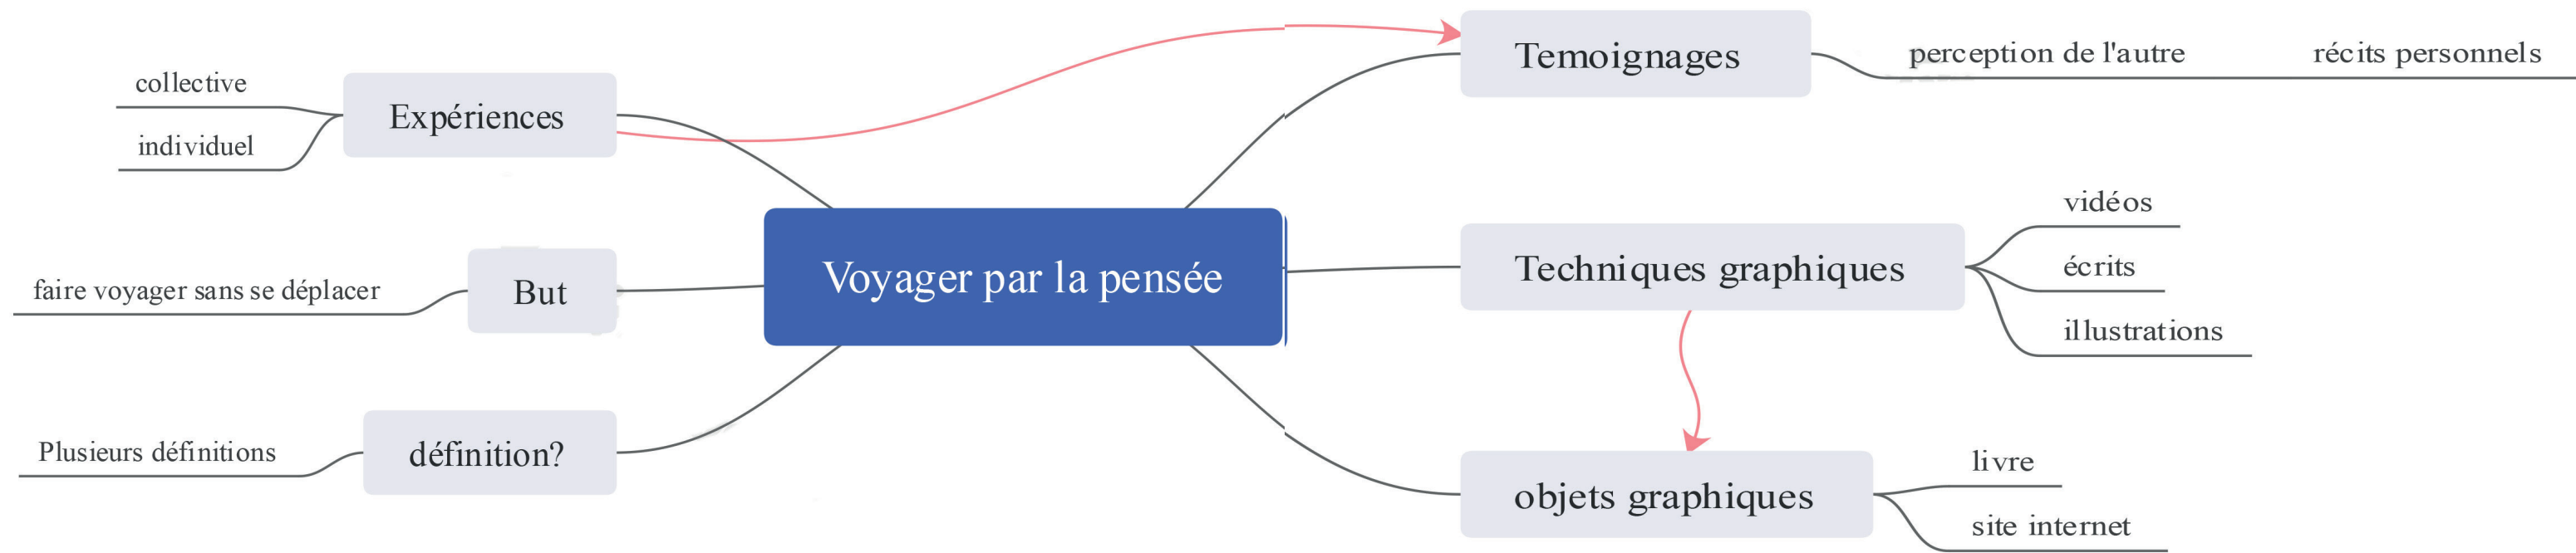 collective
individuel
Expériences
faire voyager sans se déplacer
But
Plusieurs définitions
définition?
Voyager par la pensée
Temoignages
perception de l'autre
récits personnels
Techniques graphiques
vidéos
écrits
illustrations
objets graphiques
livre
site internet